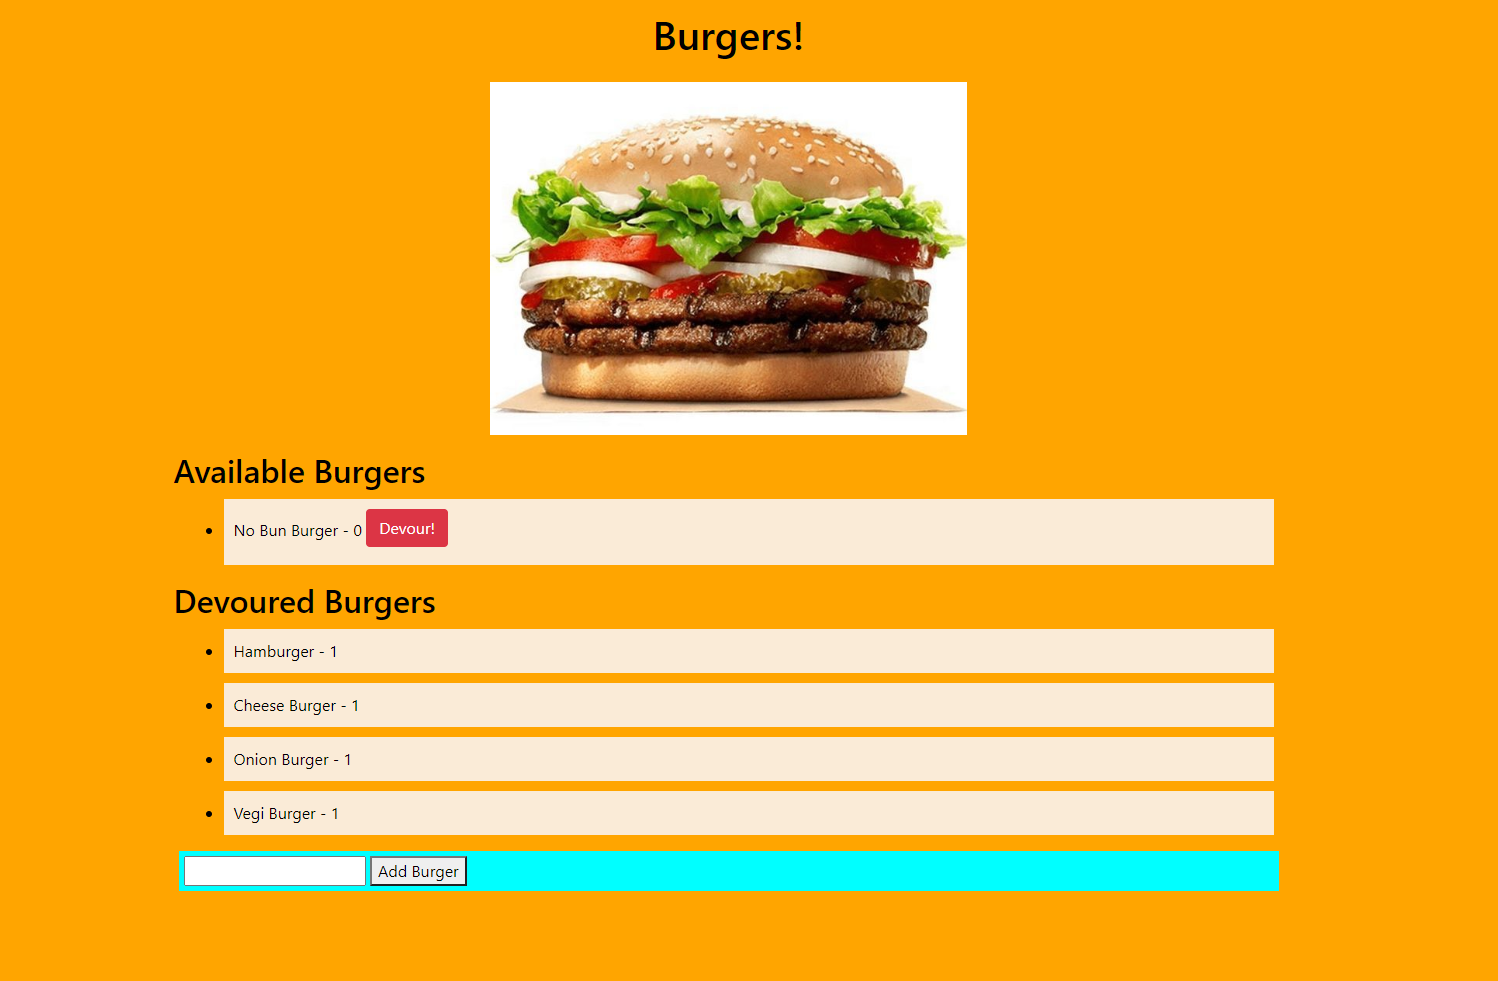 Burgers!
Available Burgers
No Bun Burger - 0 Devour!
Devoured Burgers
Hamburger - 1
Cheese Burger - 1
Onion Burger - 1
Vegi Burger - 1
Add Burger